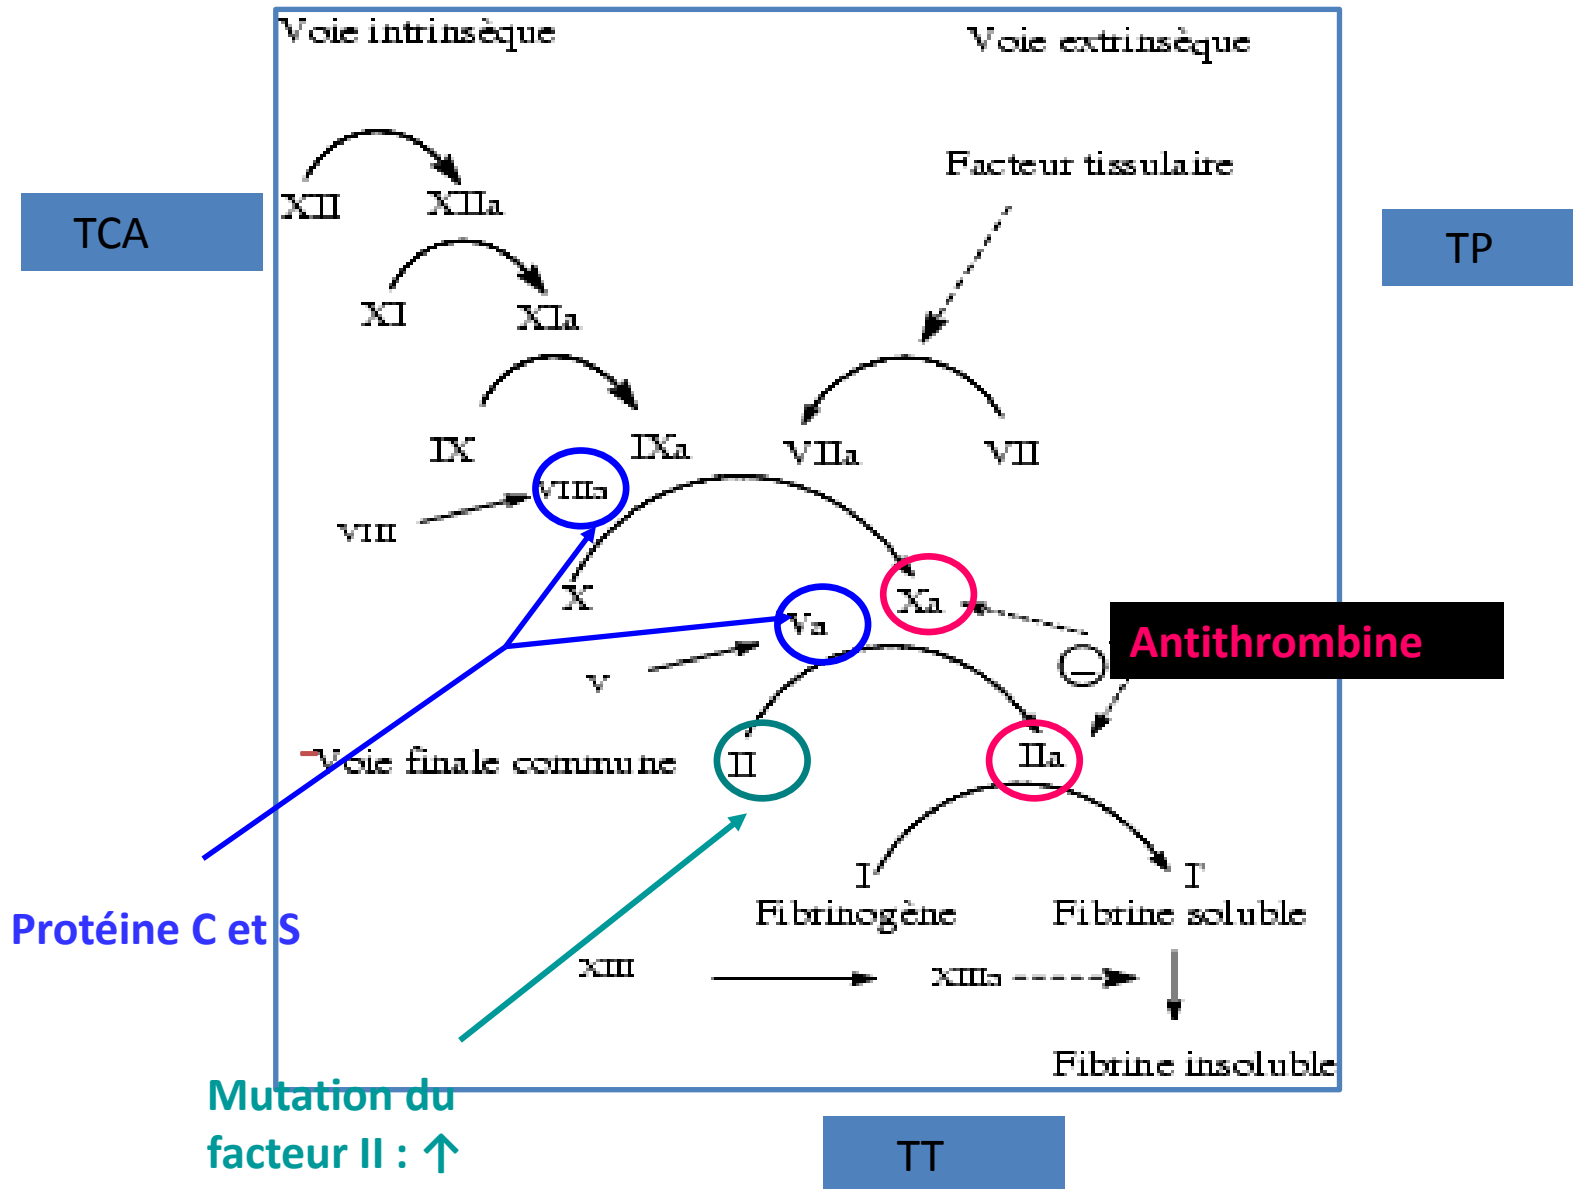 Voie intrinsèque
Voie extrinsèque
Facteur tissulaire
XII
XIIa
TCA
TP
XI
XIa
IX
IXa
VIIa
VII
VIIIa
VIII
X
Xa
Va
Antithrombine
V
Voie finale commune
II
IIa
I
I'
Fibrinogène
Fibrine soluble
Protéine C et S
XIII
XIIIa
Fibrine insoluble
Mutation du
facteur II : ↑
TT